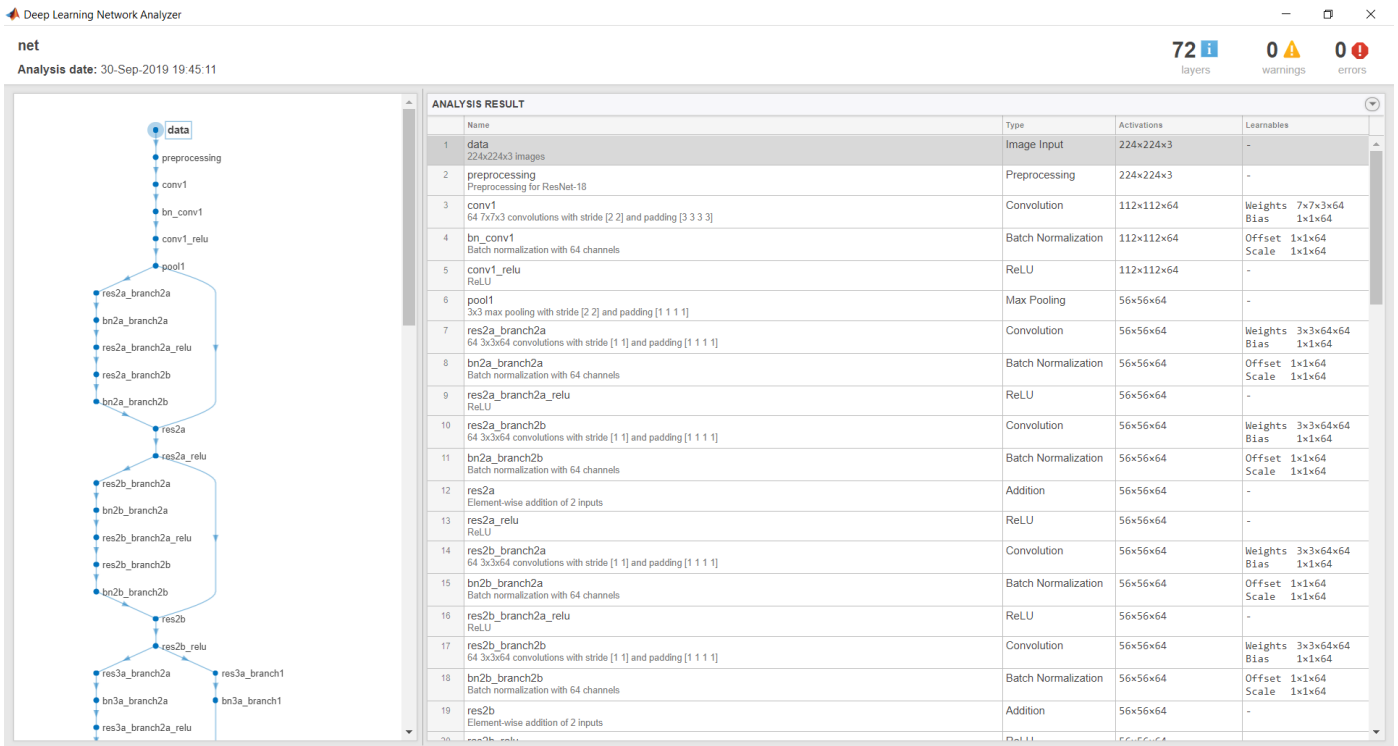 Deep Learning Network Analyzer
net
Analysis date: 30-Sep-2019 19:45:11
72 i
layers
0
warnings
0
errors
data
preprocessing
conv1
bn_conv1
conv1_relu
pool1
res2a_branch2a
bn2a_branch2a
res2a_branch2a_relu
res2a_branch2b
bn2a_branch2b
res2a
res2a_relu
res2b_branch2a
bn2b_branch2a
res2b_branch2a_relu
res2b_branch2b
bn2b_branch2b
res2b
res2b_relu
res3a_branch2a res3a_branch1
bn3a_branch2a bn3a_branch1
res3a_branch2a_relu
ANALYSIS RESULT
Name Type Activations Learnables
1 data Image Input 224×224×3 -
224x224x3 images
2 preprocessing Preprocessing 224×224×3 -
Preprocessing for ResNet-18
3 conv1 Convolution 112×112×64 Weights 7×7×3×64
64 7x7x3 convolutions with stride [2 2] and padding [3 3 3 3] Bias 1×1×64
4 bn_conv1 Batch Normalization 112×112×64 Offset 1×1×64
Batch normalization with 64 channels Scale 1×1×64
5 conv1_relu ReLU 112×112×64 -
ReLU
6 pool1 Max Pooling 56×56×64 -
3x3 max pooling with stride [2 2] and padding [1 1 1 1]
7 res2a_branch2a Convolution 56×56×64 Weights 3×3×64×64
64 3x3x64 convolutions with stride [1 1] and padding [1 1 1 1] Bias 1×1×64
8 bn2a_branch2a Batch Normalization 56×56×64 Offset 1×1×64
Batch normalization with 64 channels Scale 1×1×64
9 res2a_branch2a_relu ReLU 56×56×64 -
ReLU
10 res2a_branch2b Convolution 56×56×64 Weights 3×3×64×64
64 3x3x64 convolutions with stride [1 1] and padding [1 1 1 1] Bias 1×1×64
11 bn2a_branch2b Batch Normalization 56×56×64 Offset 1×1×64
Batch normalization with 64 channels Scale 1×1×64
12 res2a Addition 56×56×64 -
Element-wise addition of 2 inputs
13 res2a_relu ReLU 56×56×64 -
ReLU
14 res2b_branch2a Convolution 56×56×64 Weights 3×3×64×64
64 3x3x64 convolutions with stride [1 1] and padding [1 1 1 1] Bias 1×1×64
15 bn2b_branch2a Batch Normalization 56×56×64 Offset 1×1×64
Batch normalization with 64 channels Scale 1×1×64
16 res2b_branch2a_relu ReLU 56×56×64 -
ReLU
17 res2b_branch2b Convolution 56×56×64 Weights 3×3×64×64
64 3x3x64 convolutions with stride [1 1] and padding [1 1 1 1] Bias 1×1×64
18 bn2b_branch2b Batch Normalization 56×56×64 Offset 1×1×64
Batch normalization with 64 channels Scale 1×1×64
19 res2b Addition 56×56×64 -
Element-wise addition of 2 inputs